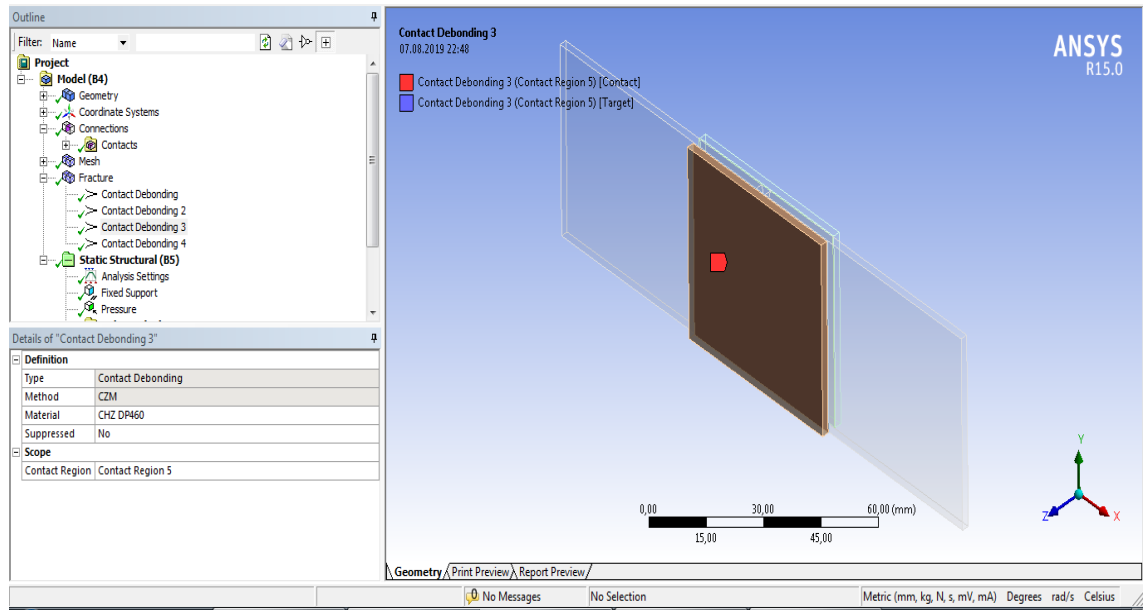 Outline
Filter: Name
Project
Model (B4)
Geometry
Coordinate Systems
Connections
Contacts
Mesh
Fracture
Contact Debonding
Contact Debonding 2
Contact Debonding 3
Contact Debonding 4
Static Structural (B5)
Analysis Settings
Fixed Support
Pressure
Details of "Contact Debonding 3"
Definition
Type Contact Debonding
Method CZM
Material CHZ DP460
Suppressed No
Scope
Contact Region Contact Region 5
Contact Debonding 3
07.08.2019 22:48
Contact Debonding 3 (Contact Region 5) [Contact]
Contact Debonding 3 (Contact Region 5) [Target]
ANSYS
R15.0
Y
Z X
0,00 30,00 60,00 (mm)
15,00 45,00
Geometry Print Preview Report Preview
0 No Messages No Selection Metric (mm, kg, N, s, mV, mA) Degrees rad/s Celsius